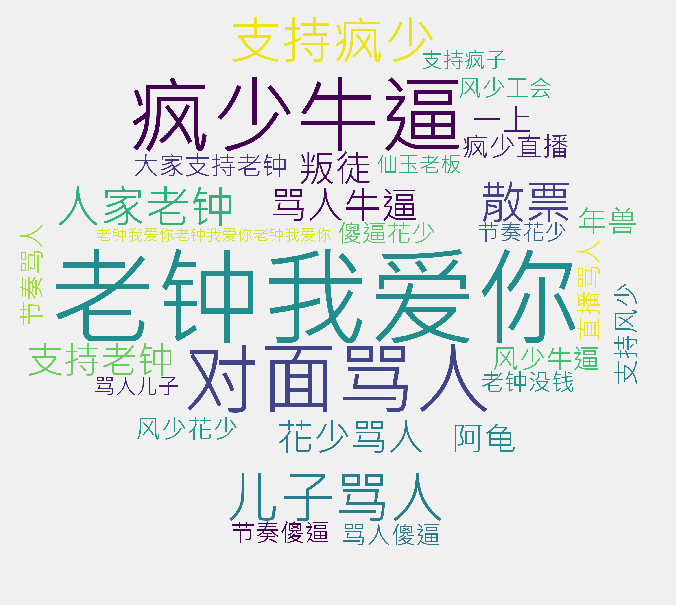 支持疯少
支持疯子
疯少牛逼
风少工会
一上
疯少直播
大家支持老钟
叛徒
仙玉老板
人家老钟
骂人牛逼
散票
年兽
老钟我爱你老钟我爱你老钟我爱你
傻逼花少
节奏花少
节奏骂人
老钟我爱你
直播骂人
支持风少
支持老钟
对面骂人
风少牛逼
骂人儿子
老钟没钱
风少花少
花少骂人
阿龟
儿子骂人
节奏傻逼
骂人傻逼